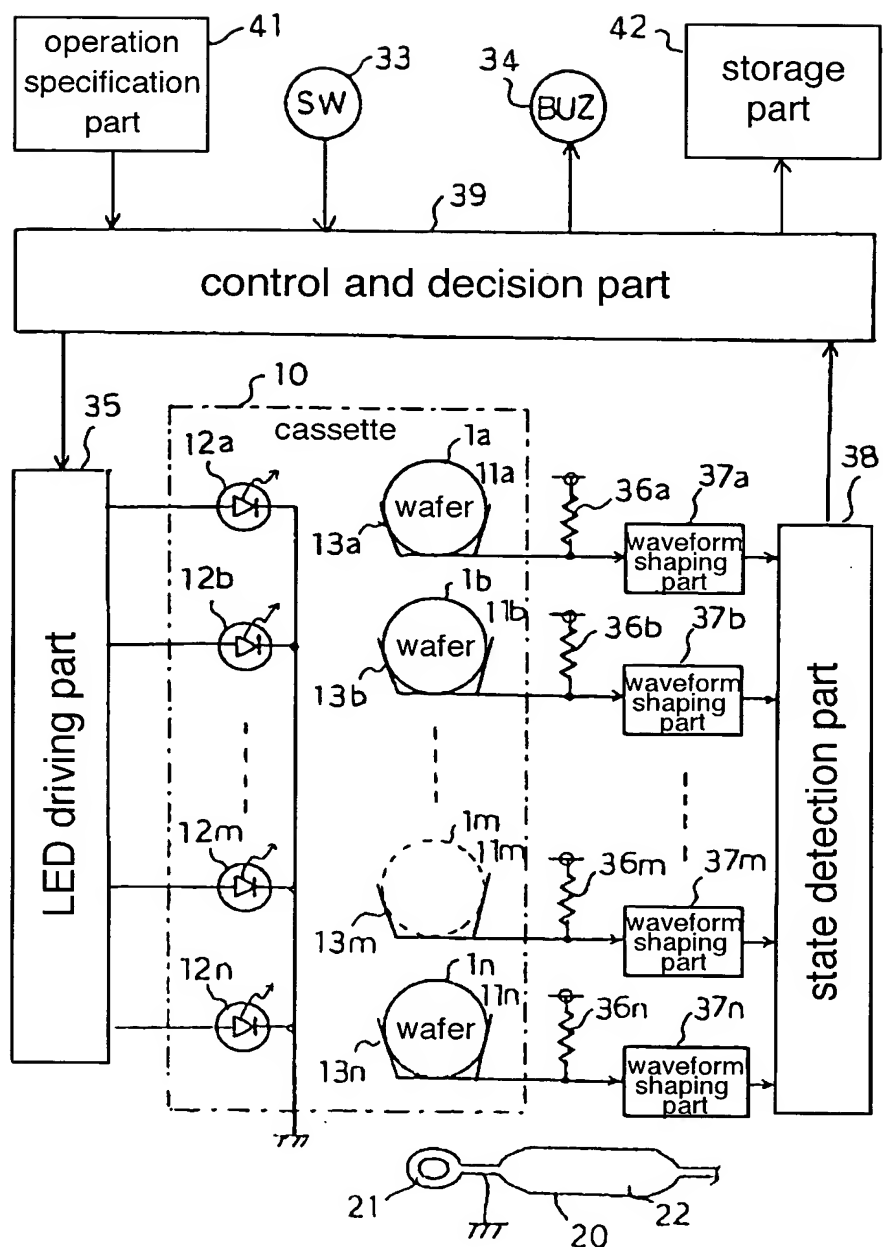 operation
specification
part
41
33
SW
34
BUZ
42
storage
part
39
control and decision part
10
cassette
35
LED driving part
12a
12b
12m
12n
1a
11a
wafer
13a
1b
11b
wafer
13b
1m
11m
13m
1n
11n
wafer
13n
36a
36b
36m
36n
37a
waveform
shaping
part
37b
waveform
shaping
part
37m
waveform
shaping
part
37n
waveform
shaping
part
38
state detection part
21
20
22